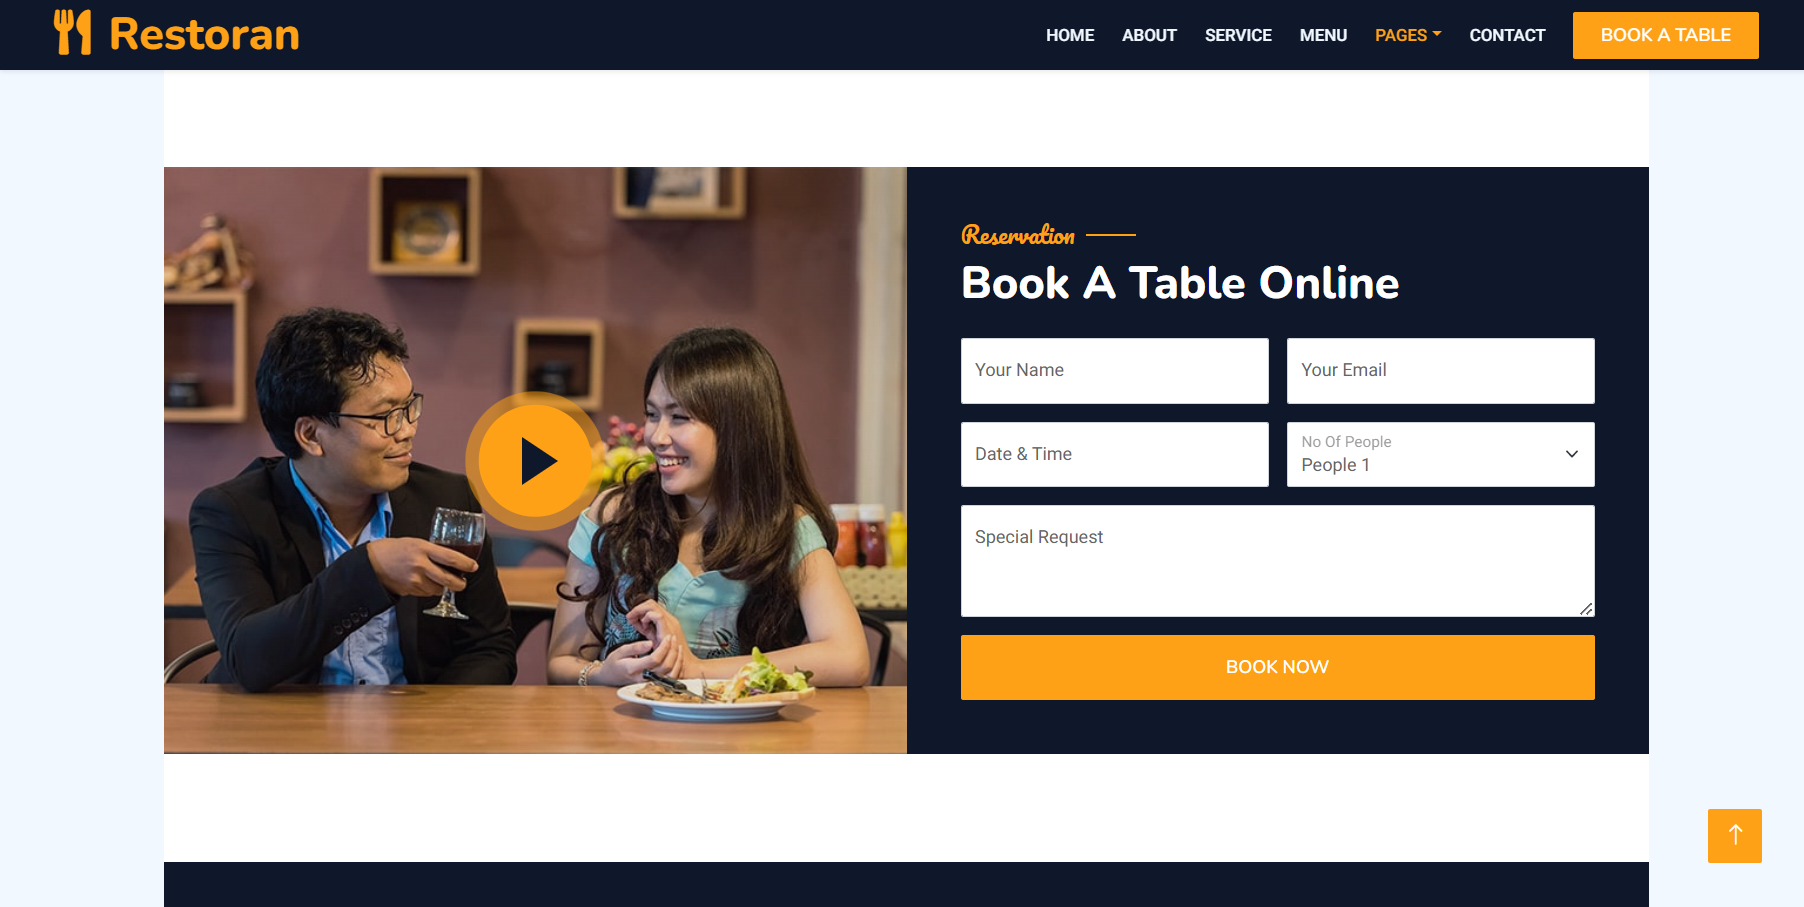 Restoran
HOME ABOUT SERVICE MENU PAGES CONTACT BOOK A TABLE
Reservation
Book A Table Online
Your Name
Your Email
Date & Time
No Of People
People 1
Special Request
BOOK NOW